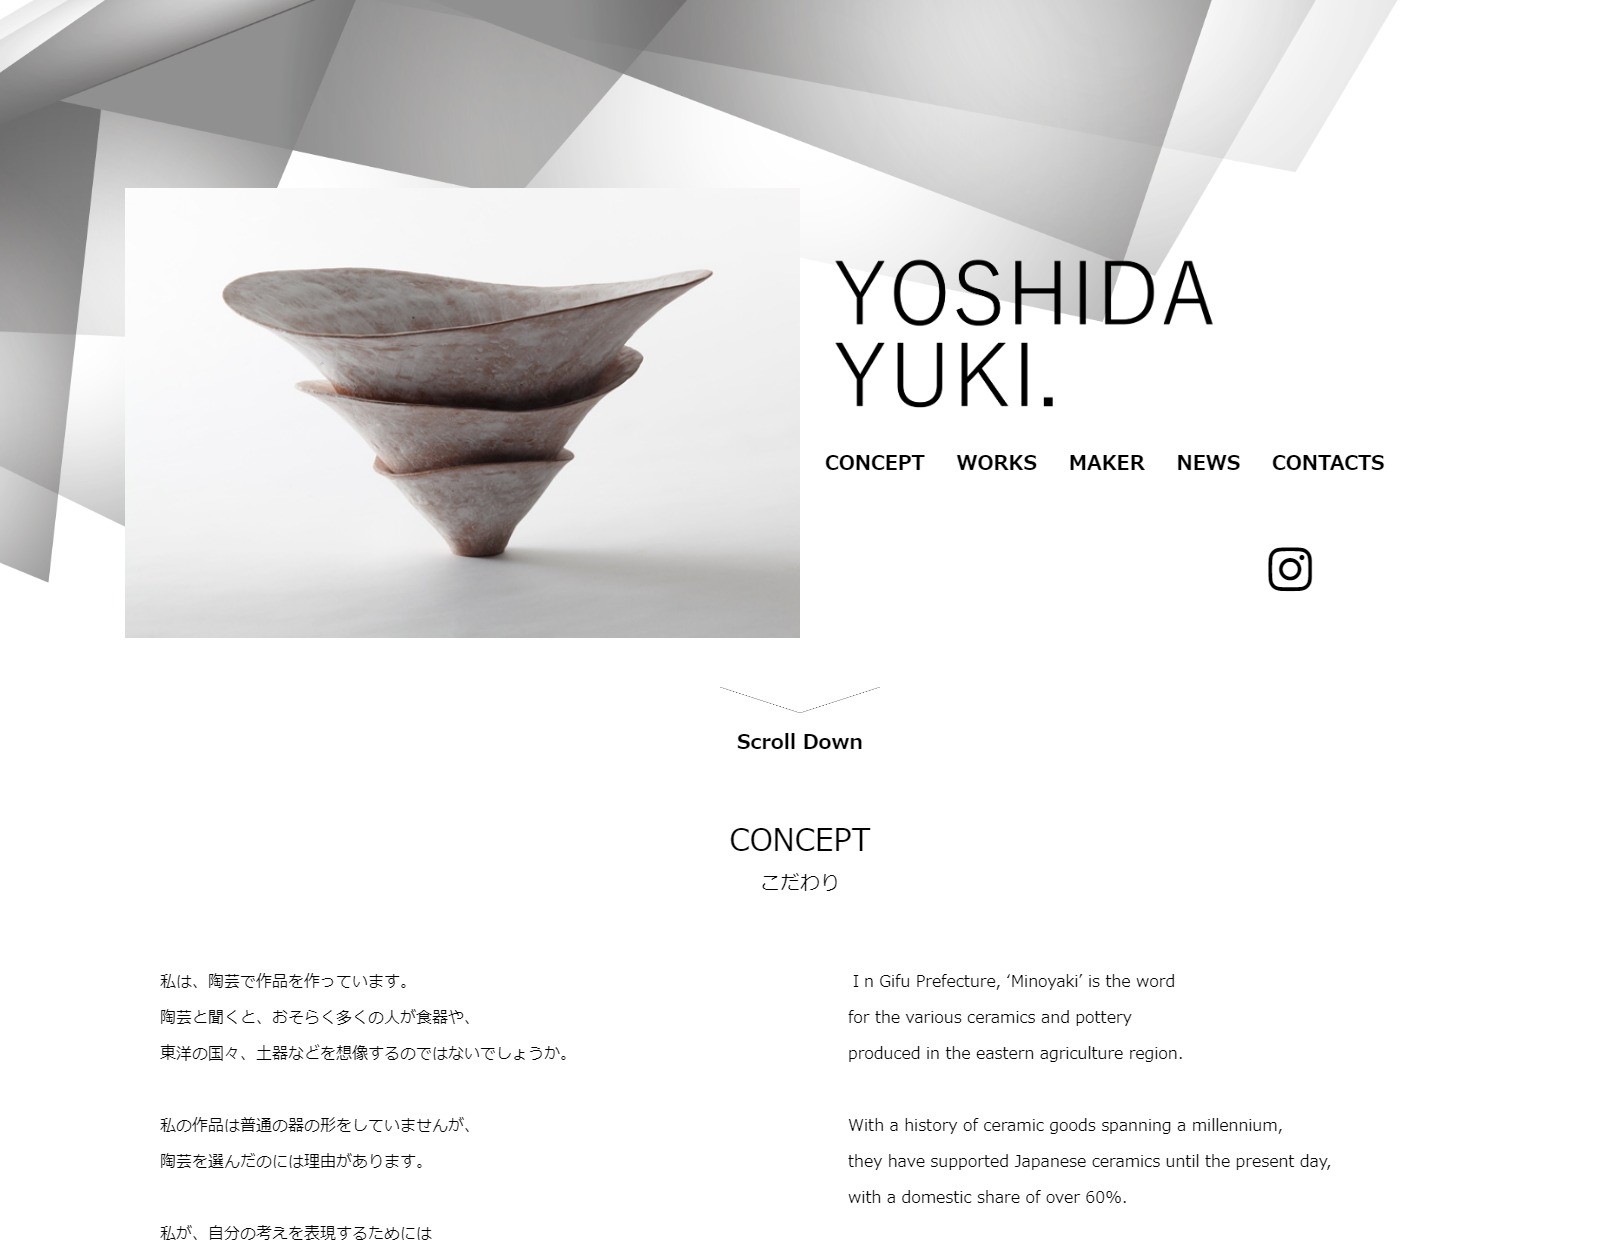 YOSHIDA
YUKI.
CONCEPT WORKS MAKER NEWS CONTACTS
Scroll Down
CONCEPT
こだわり
私は、陶芸で作品を作っています。
陶芸と聞くと、おそらく多くの人が食器や、
東洋の国々、土器などを想像するのではないでしょうか。
私の作品は普通の器の形をしていませんが、
陶芸を選んだのには理由があります。
私が、自分の考えを表現するためには
Ｉn Gifu Prefecture, ‘Minoyaki’ is the word
for the various ceramics and pottery
produced in the eastern agriculture region.
With a history of ceramic goods spanning a millennium,
they have supported Japanese ceramics until the present day,
with a domestic share of over 60%.